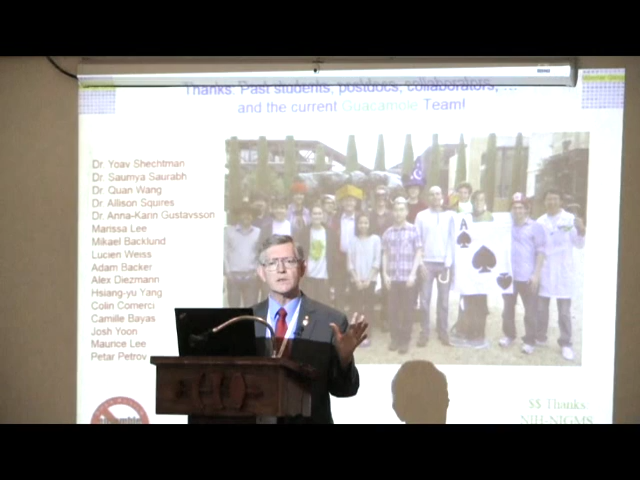 Thanks: Past students, postdocs, collaborators, ...
and the current Guacamole Team!
Dr. Yoav Shechtman
Dr. Saumya Saurabh
Dr. Quan Wang
Dr. Allison Squires
Dr. Anna-Karin Gustavsson
Marissa Lee
Mikael Backlund
Lucien Weiss
Adam Backer
Alex Diezmann
Hsiang-yu Yang
Colin Comerci
Camille Bayas
Josh Yoon
Maurice Lee
Petar Petrov
A
$$ Thanks:
NIH-NIGMS